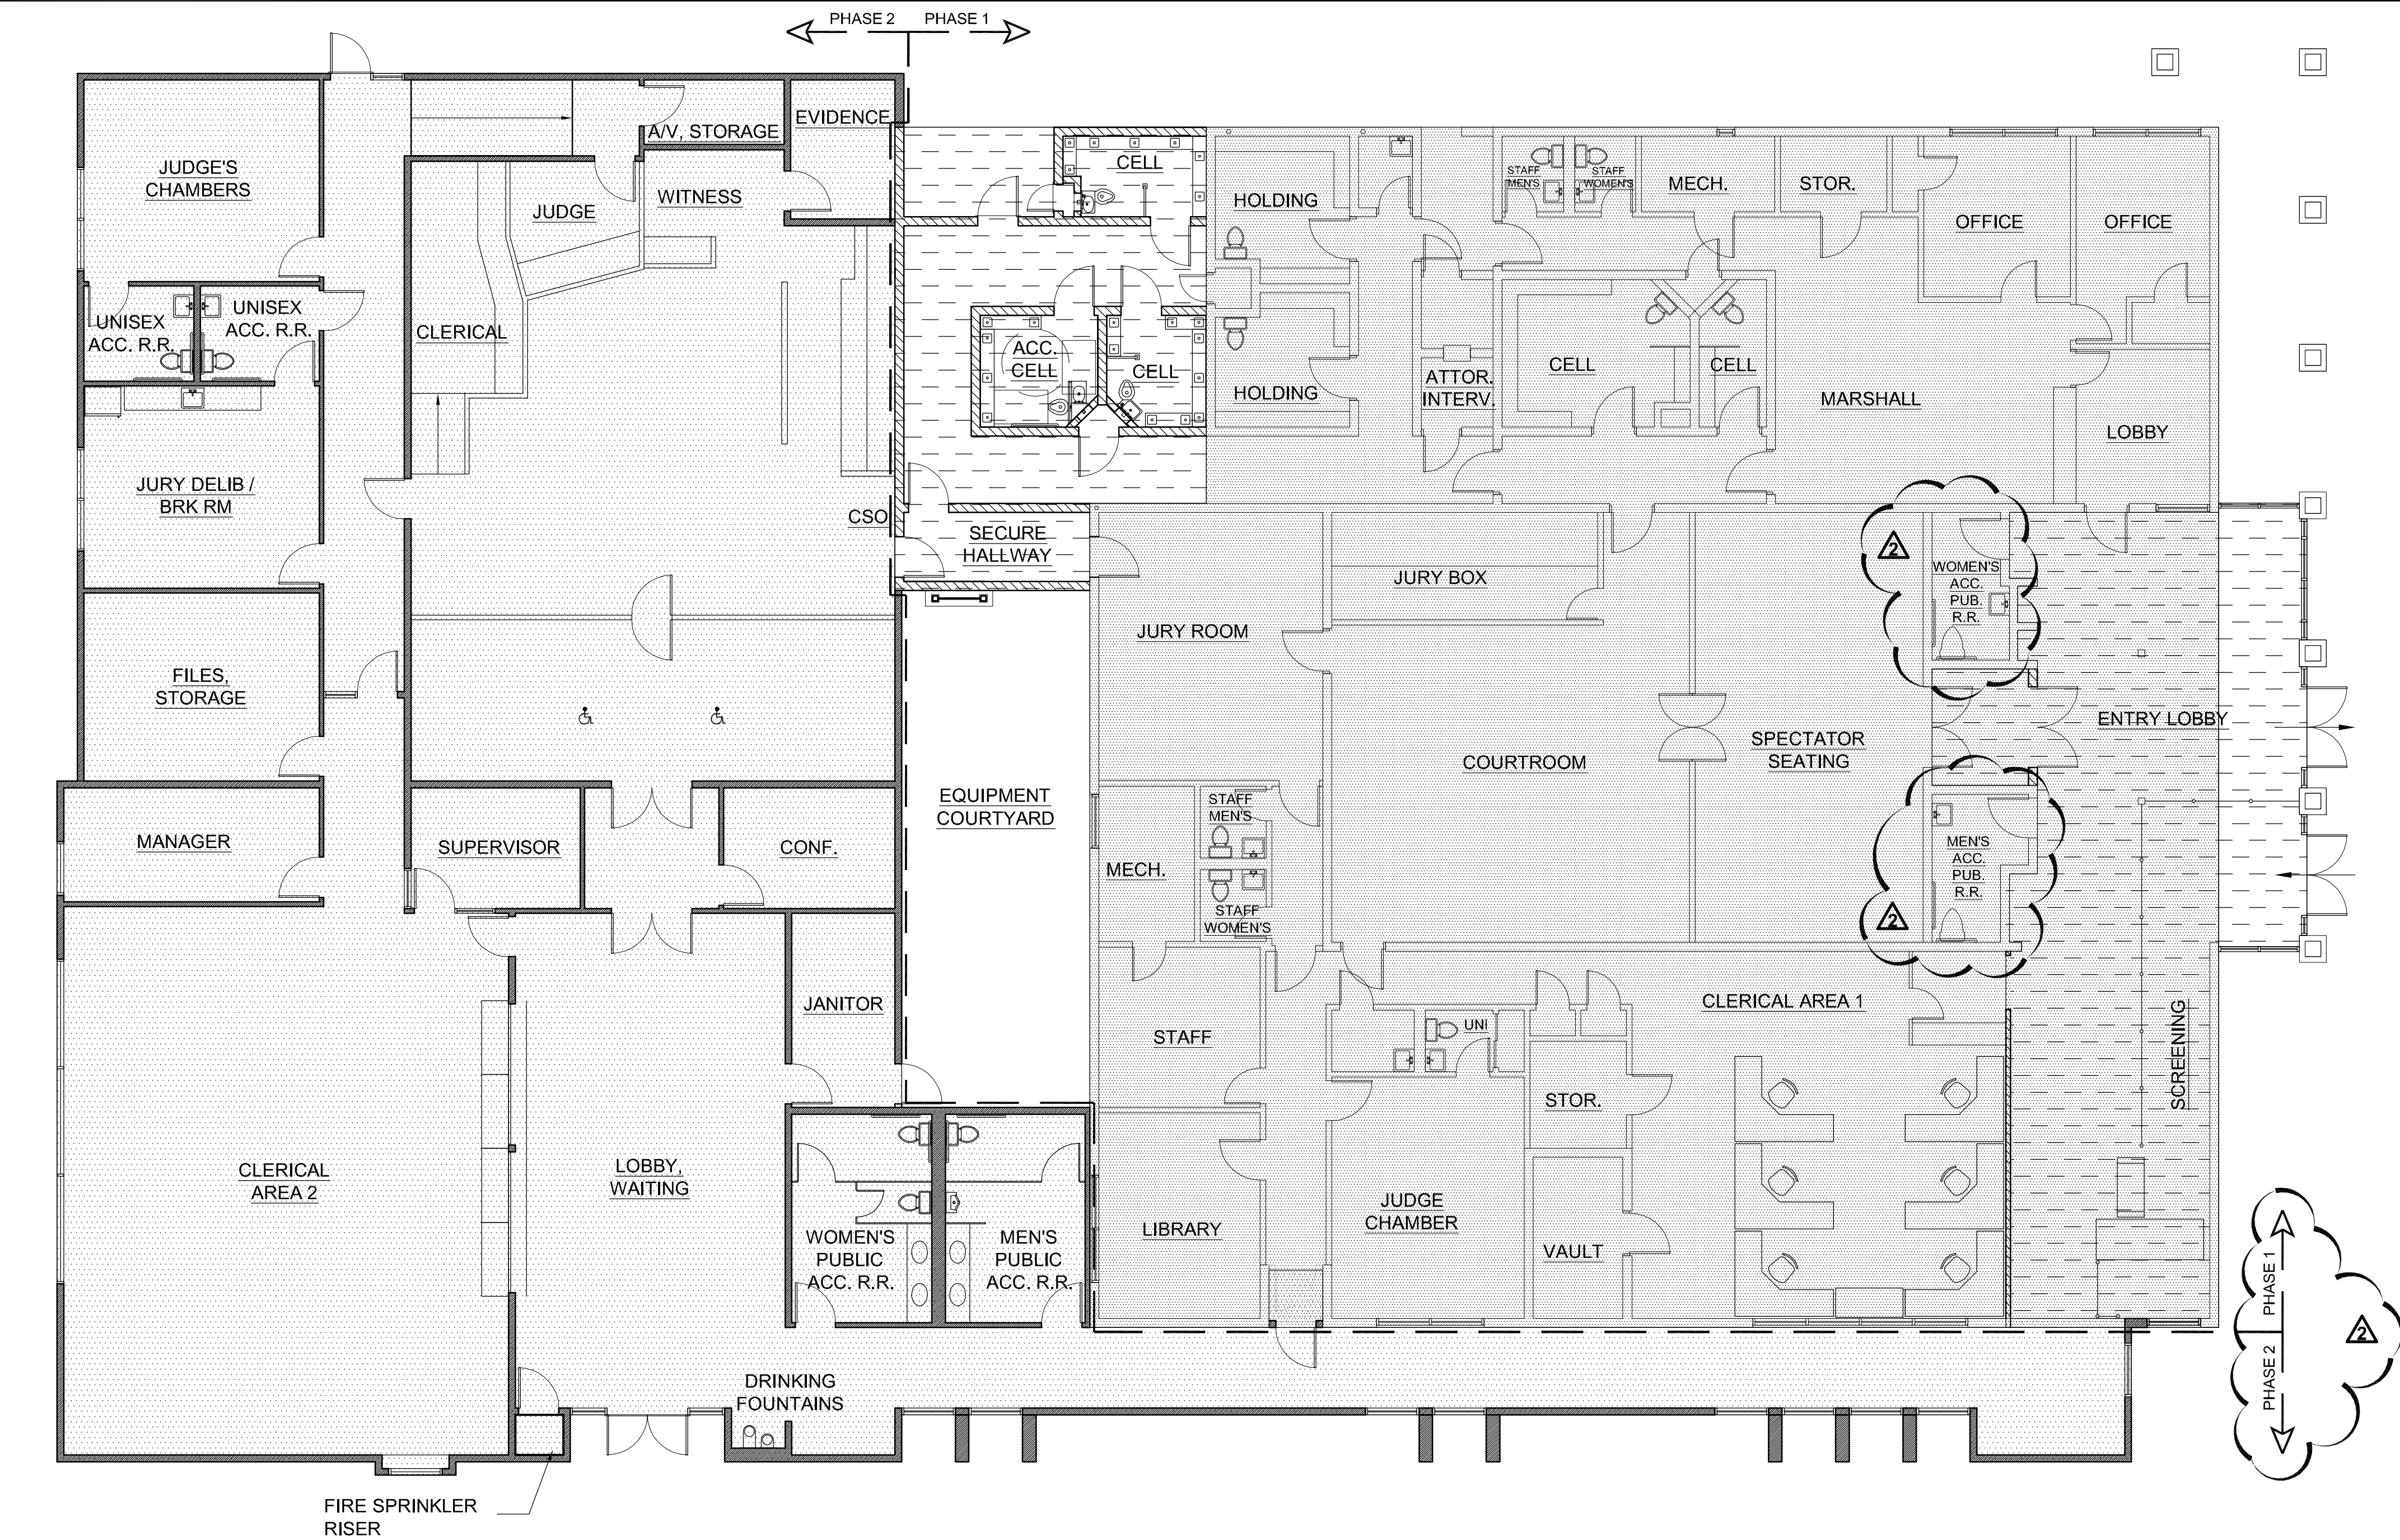 PHASE 2 PHASE 1
JUDGE'S
CHAMBERS
A/V, STORAGE
EVIDENCE
WITNESS
JUDGE
CLERICAL
UNISEX
ACC. R.R.
UNISEX
ACC. R.R.
JURY DELIB /
BRK RM
CSO
FILES,
STORAGE
MANAGER
SUPERVISOR
CONF.
JANITOR
CLERICAL
AREA 2
LOBBY,
WAITING
WOMEN'S
PUBLIC
ACC. R.R.
MEN'S
PUBLIC
ACC. R.R.
DRINKING
FOUNTAINS
FIRE SPRINKLER
RISER
CELL
ACC.
CELL
CELL
SECURE
HALLWAY
EQUIPMENT
COURTYARD
HOLDING
HOLDING
ATTOR.
INTERV.
STAFF
MEN'S
STAFF
WOMEN'S
MECH.
STOR.
OFFICE
OFFICE
CELL
CELL
MARSHALL
LOBBY
JURY ROOM
JURY BOX
COURTROOM
SPECTATOR
SEATING
2
WOMEN'S
ACC.
PUB.
R.R.
ENTRY LOBBY
MEN'S
ACC.
PUB.
R.R.
2
MECH.
STAFF
MEN'S
STAFF
WOMEN'S
STAFF
LIBRARY
UNI
JUDGE
CHAMBER
STOR.
VAULT
CLERICAL AREA 1
SCREENING
PHASE 1
PHASE 2
2